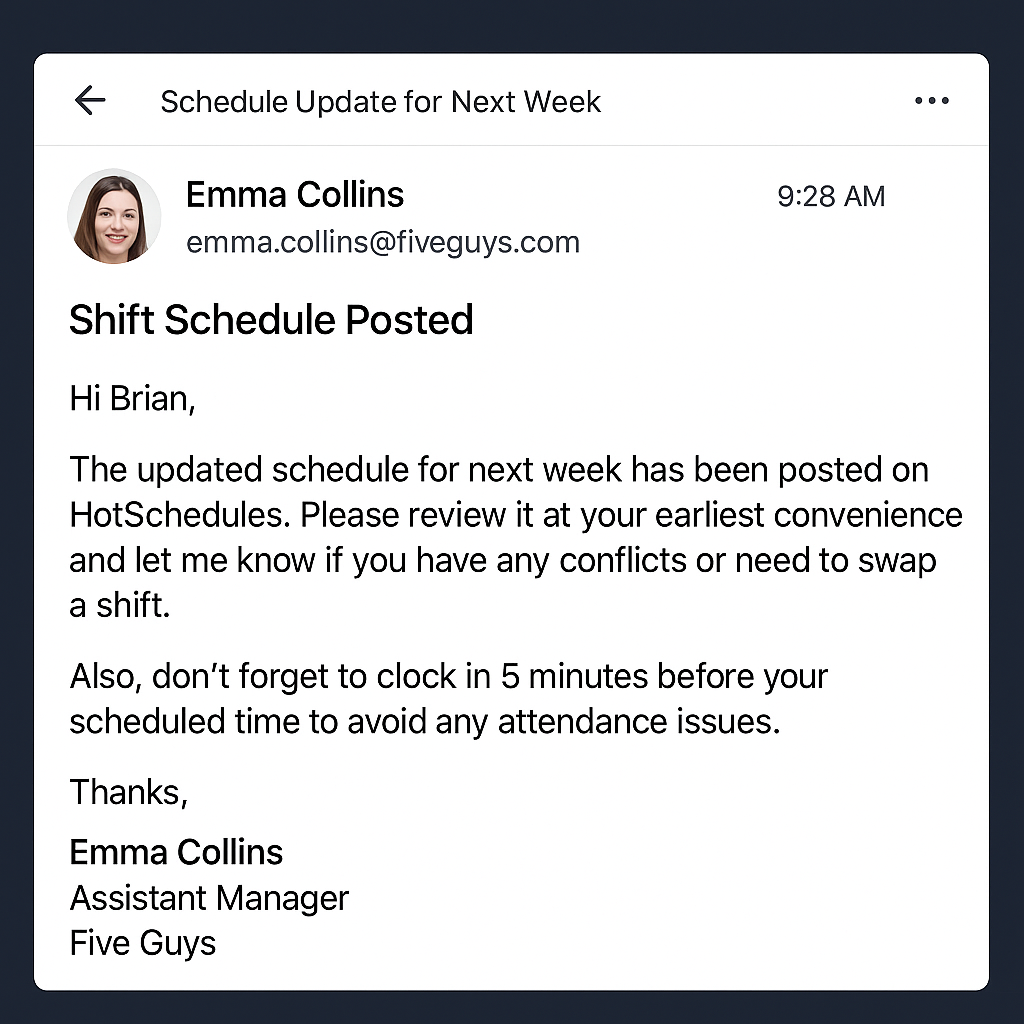 Schedule Update for Next Week
Emma Collins
9:28 AM
emma.collins@fiveguys.com
Shift Schedule Posted
Hi Brian,
The updated schedule for next week has been posted on
HotSchedules. Please review it at your earliest convenience
and let me know if you have any conflicts or need to swap
a shift.
Also, don’t forget to clock in 5 minutes before your
scheduled time to avoid any attendance issues.
Thanks,
Emma Collins
Assistant Manager
Five Guys